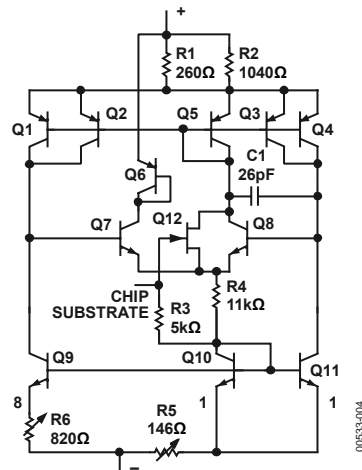 +
R1
260Ω
R2
1040Ω
Q1
Q2
Q5
Q3
Q4
C1
26pF
Q6
Q7
Q12
Q8
CHIP
SUBSTRATE
R4
11kΩ
R3
5kΩ
Q9
Q10
Q11
8
1
1
R6
820Ω
R5
146Ω
–
00533-004